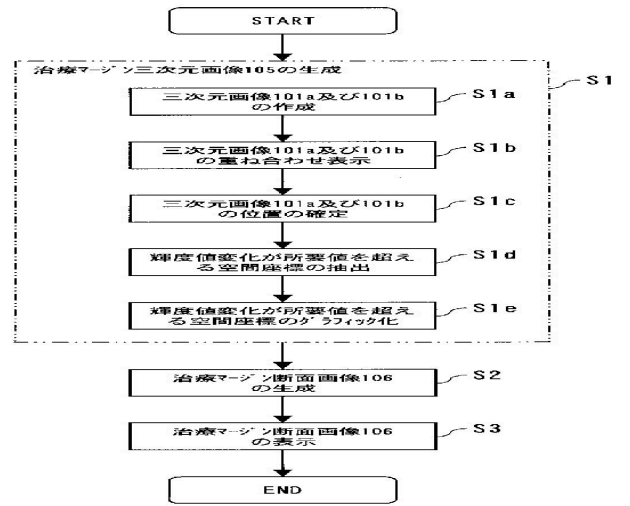 START
治療マージン三次元画像105の生成
S1
三次元画像101a及び101b
の作成
S1a
三次元画像101a及び101b
の重ね合わせ表示
S1b
三次元画像101a及び101b
の位置の確定
S1c
輝度値変化が所要値を超え
る空間座標の抽出
S1d
輝度値変化が所要値を超え
る空間座標のグラフィック化
S1e
治療マージン断面画像106
の生成
S2
治療マージン断面画像106
の表示
S3
END